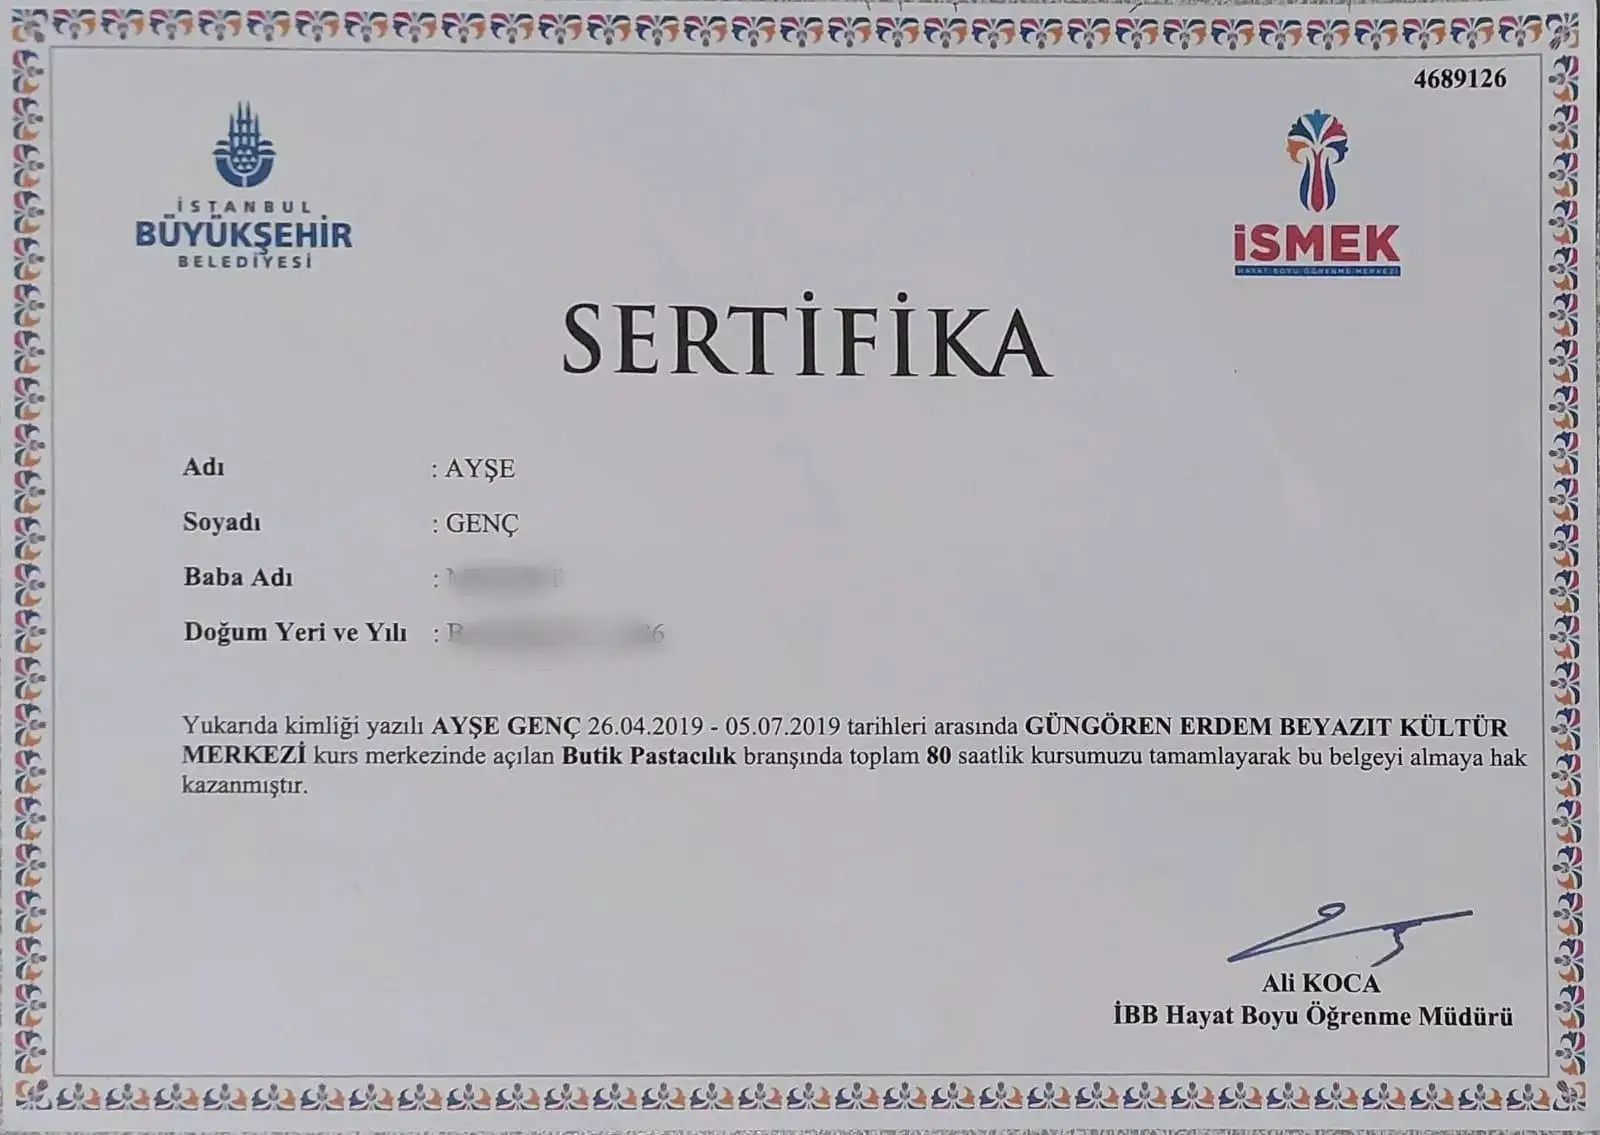 4689126
İSTANBUL
BÜYÜKŞEHİR
BELEDİYESİ
iSMEK
HAYAT BOYU ÖĞRENME MERKEZİ
SERTİFİKA
Adı : AYŞE
Soyadı : GENÇ
Baba Adı :
Doğum Yeri ve Yılı :
Yukarıda kimliği yazılı AYŞE GENÇ 26.04.2019 - 05.07.2019 tarihleri arasında GÜNGÖREN ERDEM BEYAZIT KÜLTÜR
MERKEZİ kurs merkezinde açılan Butik Pastacılık branşında toplam 80 saatlik kursumuzu tamamlayarak bu belgeyi almaya hak
kazanmıştır.
Ali KOCA
İBB Hayat Boyu Öğrenme Müdürü